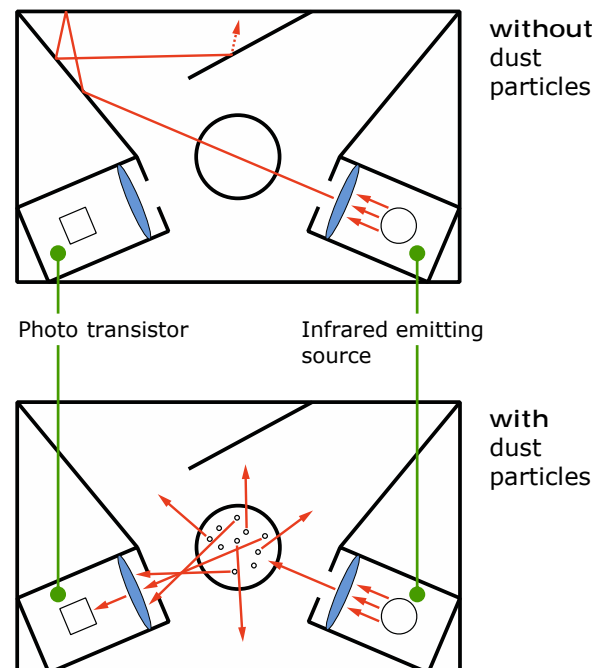 without
dust
particles
Photo transistor
Infrared emitting
source
with
dust
particles